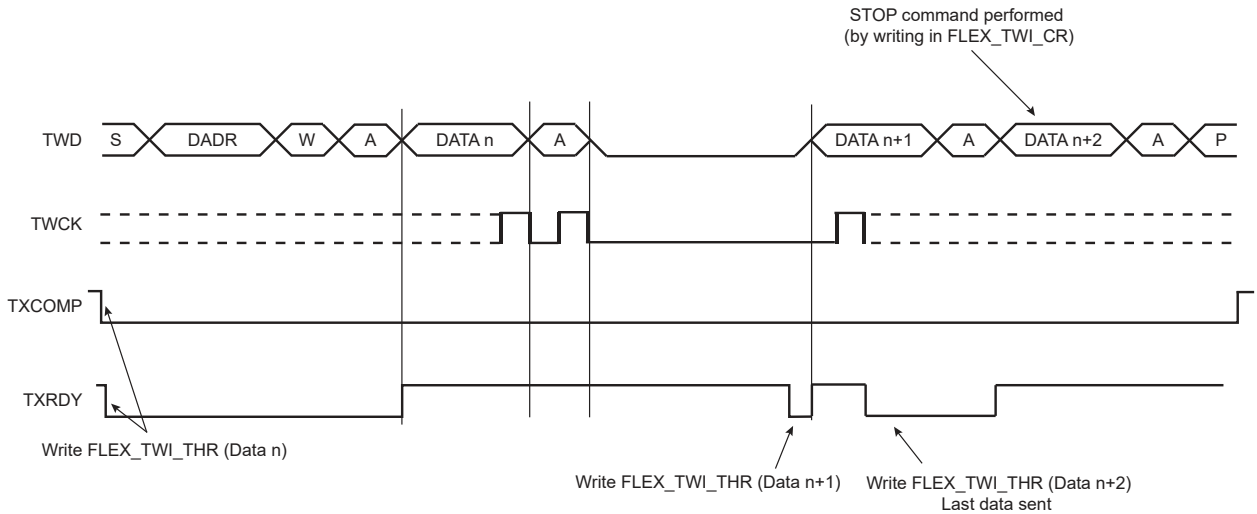 STOP command performed
(by writing in FLEX_TWI_CR)
TWD S DADR W A DATA n A DATA n+1 A DATA n+2 A P
TWCK
TXCOMP
TXRDY
Write FLEX_TWI_THR (Data n)
Write FLEX_TWI_THR (Data n+1) Write FLEX_TWI_THR (Data n+2)
Last data sent